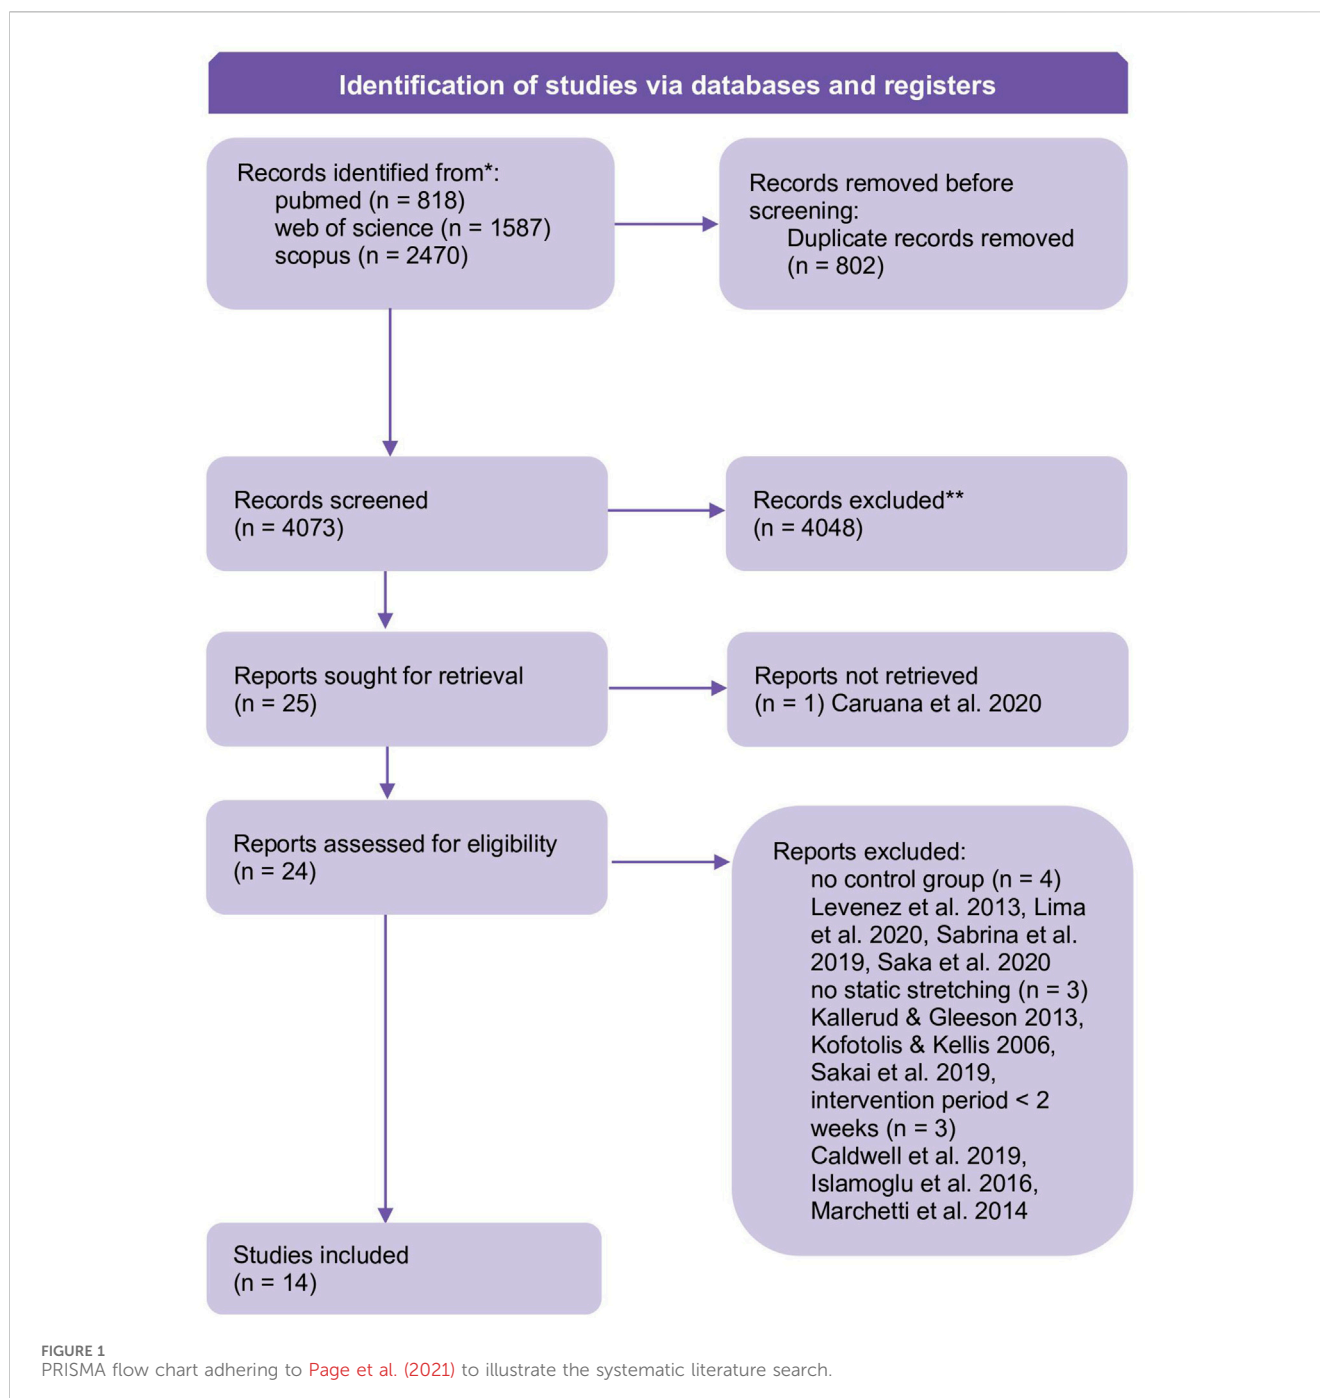 Identification of studies via databases and registers
Records identified from*:
pubmed (n = 818)
web of science (n = 1587)
scopus (n = 2470)
Records removed before
screening:
Duplicate records removed
(n = 802)
Records screened
(n = 4073)
Records excluded**
(n = 4048)
Reports sought for retrieval
(n = 25)
Reports not retrieved
(n = 1) Caruana et al. 2020
Reports assessed for eligibility
(n = 24)
Reports excluded:
no control group (n = 4)
Levenez et al. 2013, Lima
et al. 2020, Sabrina et al.
2019, Saka et al. 2020
no static stretching (n = 3)
Kallerud & Gleeson 2013,
Kofotolis & Kellis 2006,
Sakai et al. 2019,
intervention period < 2
weeks (n = 3)
Caldwell et al. 2019,
Islamoglu et al. 2016,
Marchetti et al. 2014
Studies included
(n = 14)
FIGURE 1
PRISMA flow chart adhering to Page et al. (2021) to illustrate the systematic literature search.